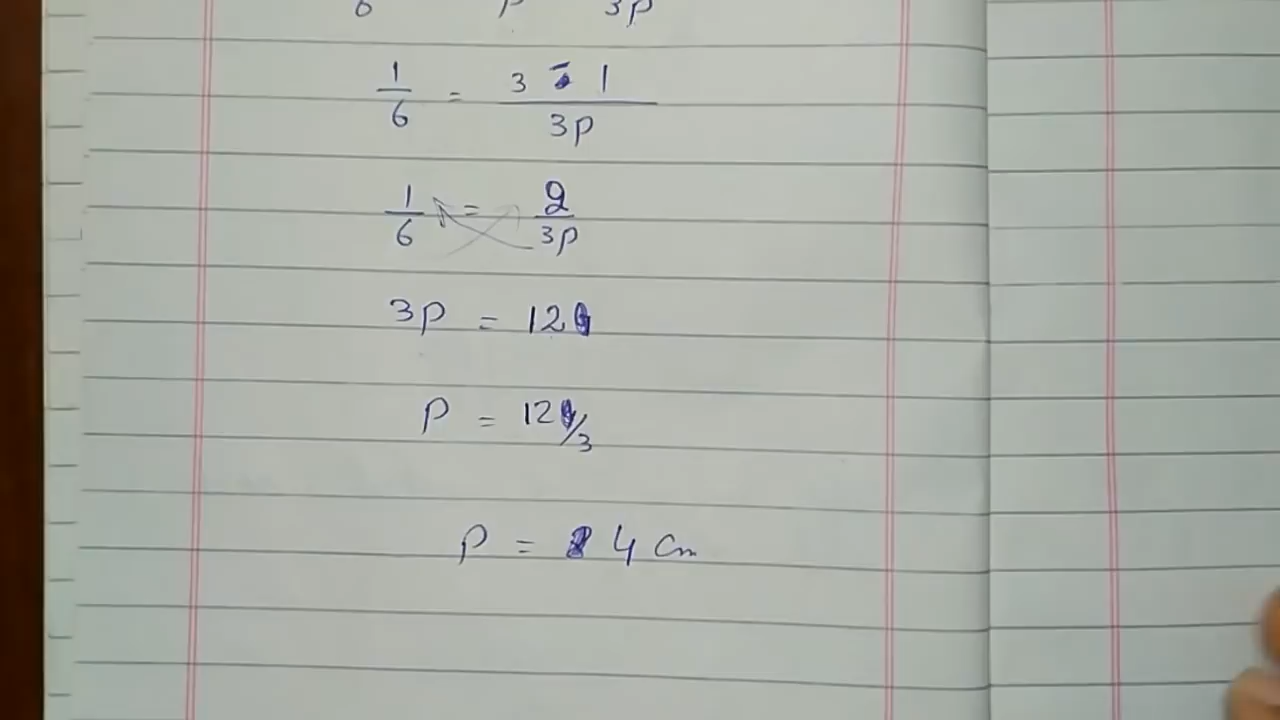 1/6 = 3 - 1/3p
1/6 = 2/3p
3p = 12
p = 12/3
p = 4 cm